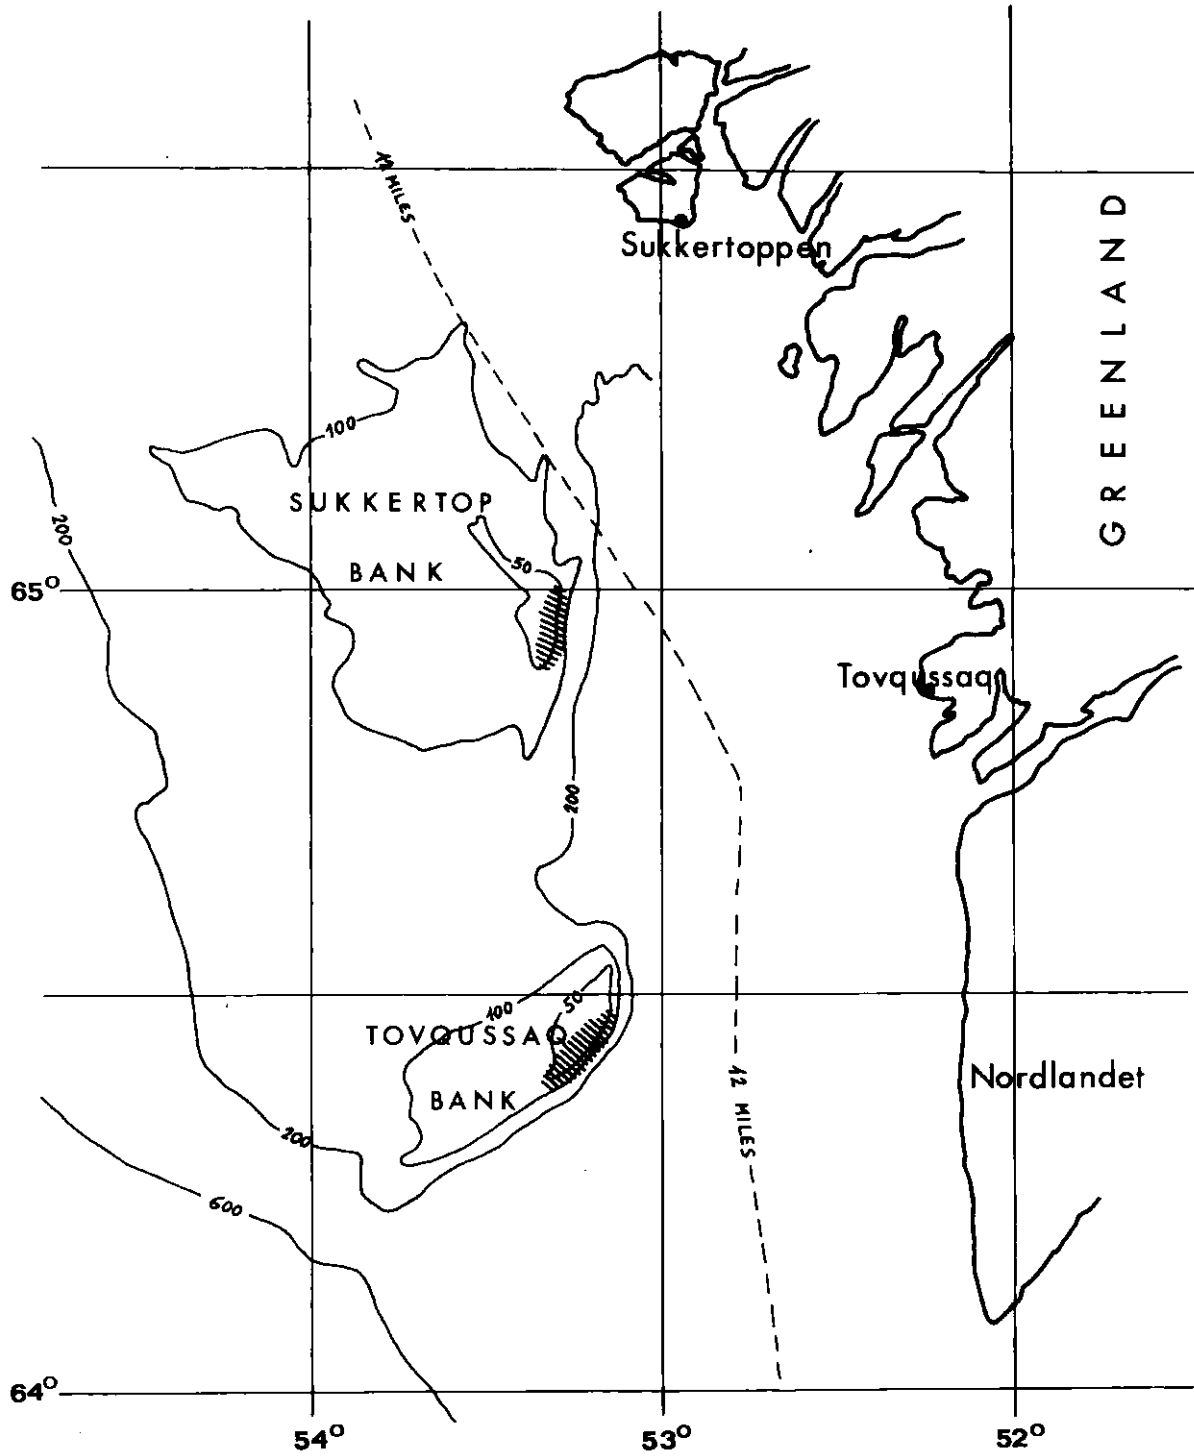 12 MILES
Sukkertoppen
GREENLAND
100
200
SUKKERTOP
BANK
50
65°
Tovqussaq
200
100
50
TOVQUSSAQ
BANK
12 MILES
Nordlandet
200
600
64°
54°
53°
52°